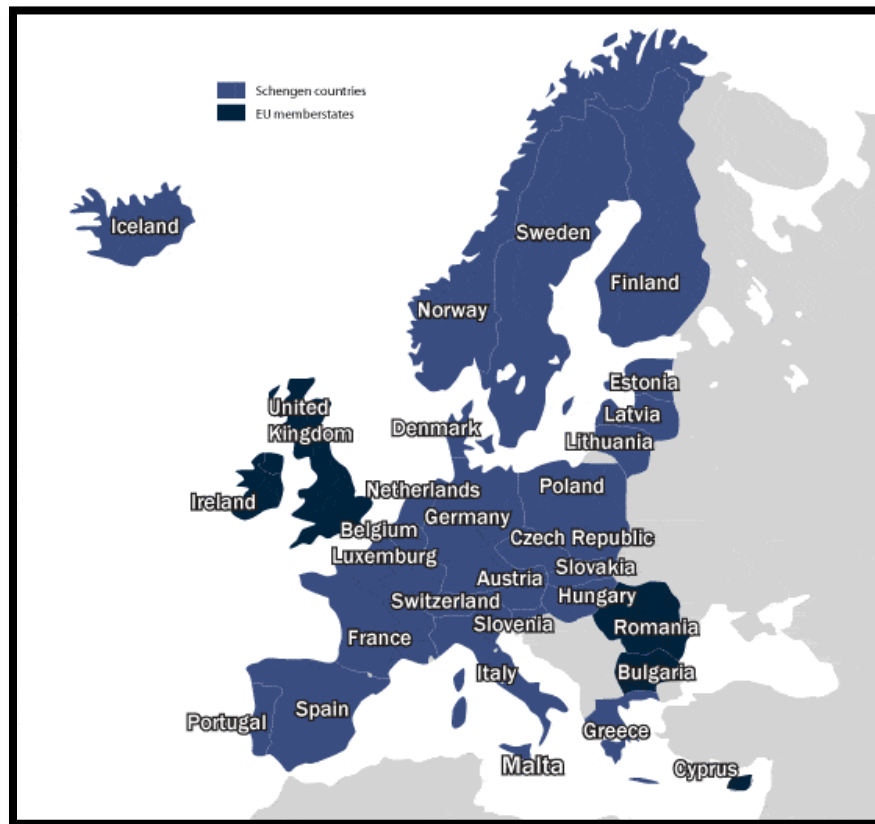 Schengen countries
EU memberstates
Iceland
Sweden
Finland
Norway
Estonia
United
Kingdom
Latvia
Denmark
Lithuania
Ireland
Netherlands
Poland
Germany
Belgium
Czech Republic
Luxemburg
Slovakia
Austria
Hungary
Switzerland
Slovenia
Romania
France
Italy
Bulgaria
Spain
Portugal
Greece
Malta
Cyprus